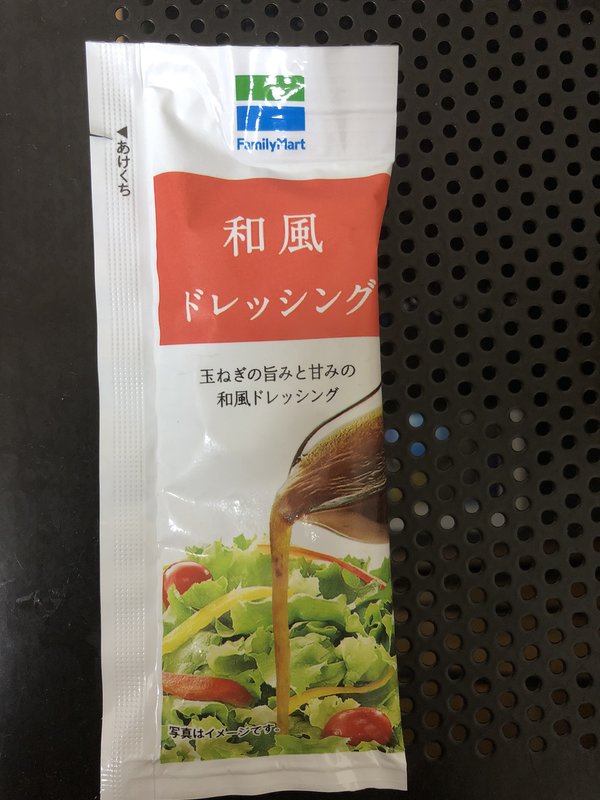 FamilyMart
◀あけくち
和風
ドレッシング
玉ねぎの旨みと甘みの
和風ドレッシング
写真はイメージです。